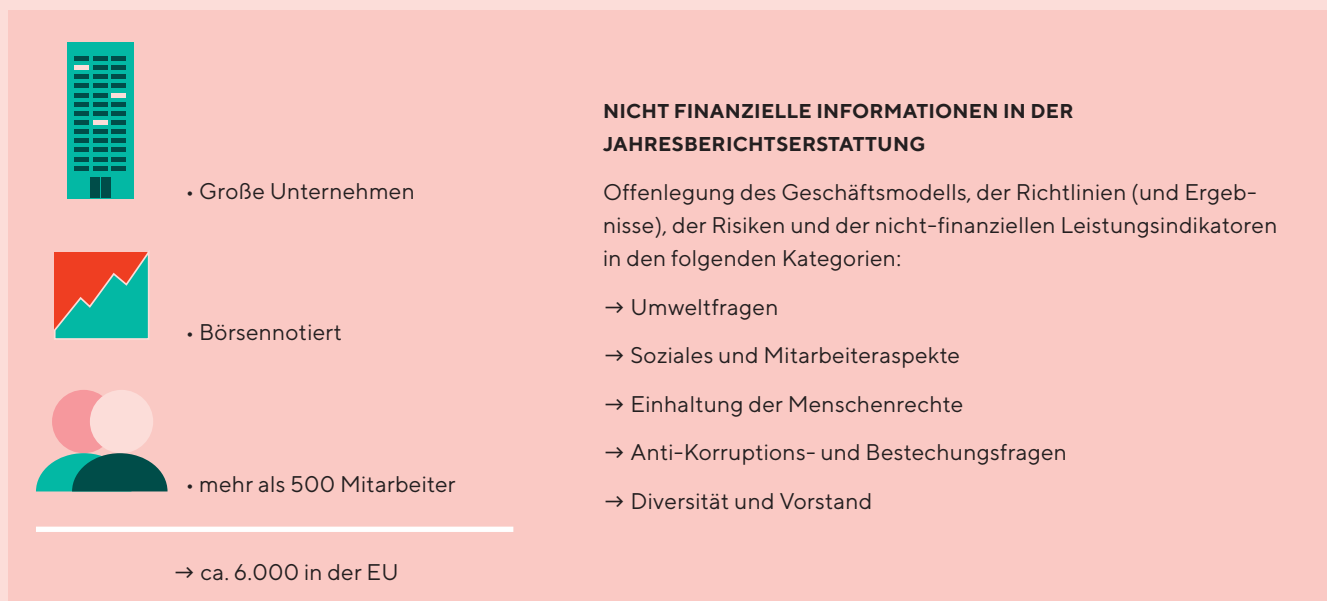 • Große Unternehmen
• Börsennotiert
• mehr als 500 Mitarbeiter
→ ca. 6.000 in der EU
NICHT FINANZIELLE INFORMATIONEN IN DER
JAHRESBERICHTSERSTATTUNG
Offenlegung des Geschäftsmodells, der Richtlinien (und Ergeb-
nisse), der Risiken und der nicht-finanziellen Leistungsindikatoren
in den folgenden Kategorien:
→ Umweltfragen
→ Soziales und Mitarbeiteraspekte
→ Einhaltung der Menschenrechte
→ Anti-Korruptions- und Bestechungsfragen
→ Diversität und Vorstand